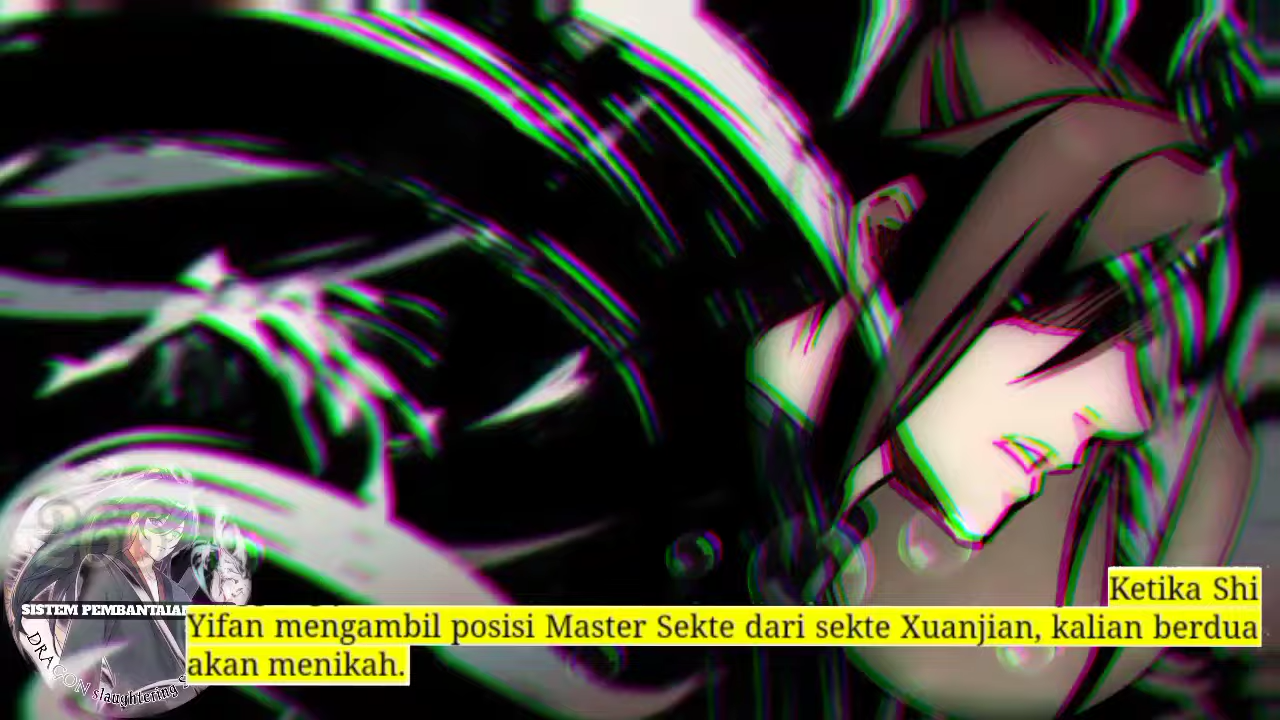 Ketika Shi
Yifan mengambil posisi Master Sekte dari sekte Xuanjian, kalian berdua
akan menikah.
SISTEM PEMBANTAIAN
DRAGON slaughtering